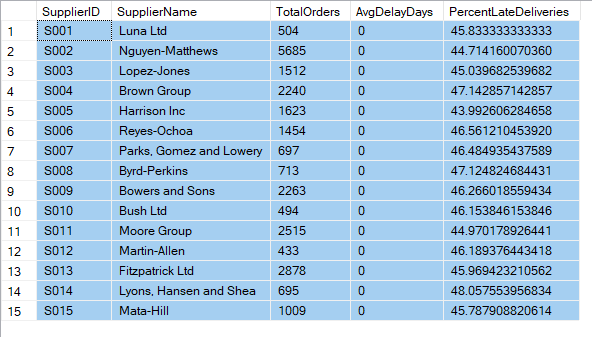 SupplierID SupplierName TotalOrders AvgDelayDays PercentLateDeliveries
1 S001 Luna Ltd 504 0 45.833333333333
2 S002 Nguyen-Matthews 5685 0 44.714160070360
3 S003 Lopez-Jones 1512 0 45.039682539682
4 S004 Brown Group 2240 0 47.142857142857
5 S005 Harrison Inc 1623 0 43.992606284658
6 S006 Reyes-Ochoa 1454 0 46.561210453920
7 S007 Parks, Gomez and Lowery 697 0 46.484935437589
8 S008 Byrd-Perkins 713 0 47.124824684431
9 S009 Bowers and Sons 2263 0 46.266018559434
10 S010 Bush Ltd 494 0 46.153846153846
11 S011 Moore Group 2515 0 44.970178926441
12 S012 Martin-Allen 433 0 46.189376443418
13 S013 Fitzpatrick Ltd 2878 0 45.969423210562
14 S014 Lyons, Hansen and Shea 695 0 48.057553956834
15 S015 Mata-Hill 1009 0 45.787908820614